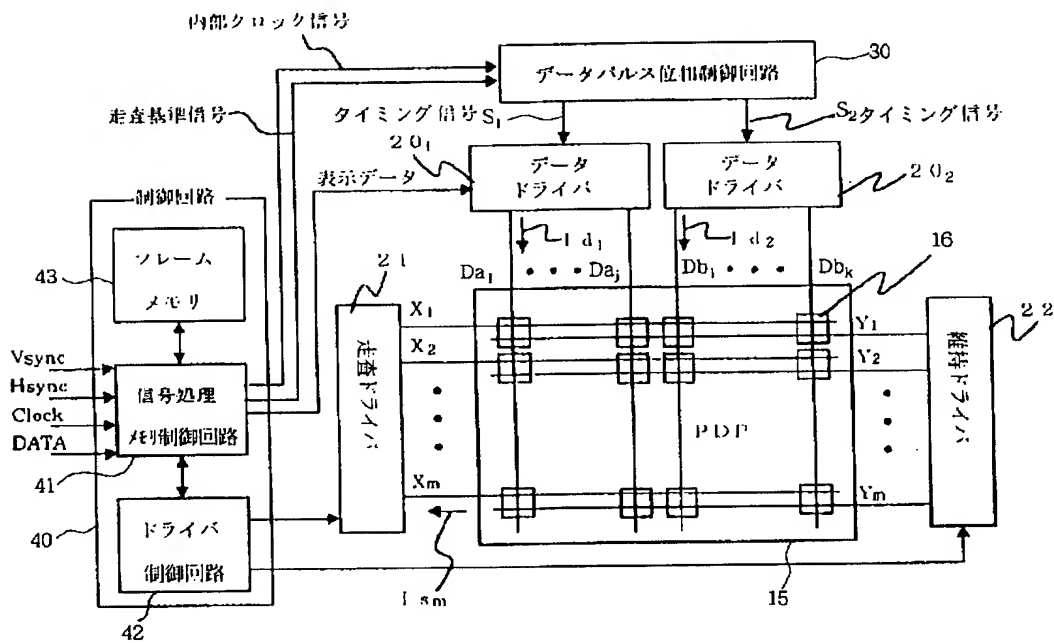 内部クロック信号
30
データパルス位相制御回路
走査基準信号
タイミング信号 S₁
S₂タイミング信号
20₁
データ
ドライバ
データ
ドライバ
20₂
表示データ
制御回路
Id₁
Id₂
16
43
フレーム
メモリ
21
Da₁
Daⱼ
Db₁
Dbₖ
22
X₁
Y₁
X₂
Y₂
Vsync
Hsync
Clock
DATA
信号処理
メモリ制御回路
走査ドライバ
PDP
維持ドライバ
41
Xm
Ym
40
ドライバ
制御回路
Ism
15
42